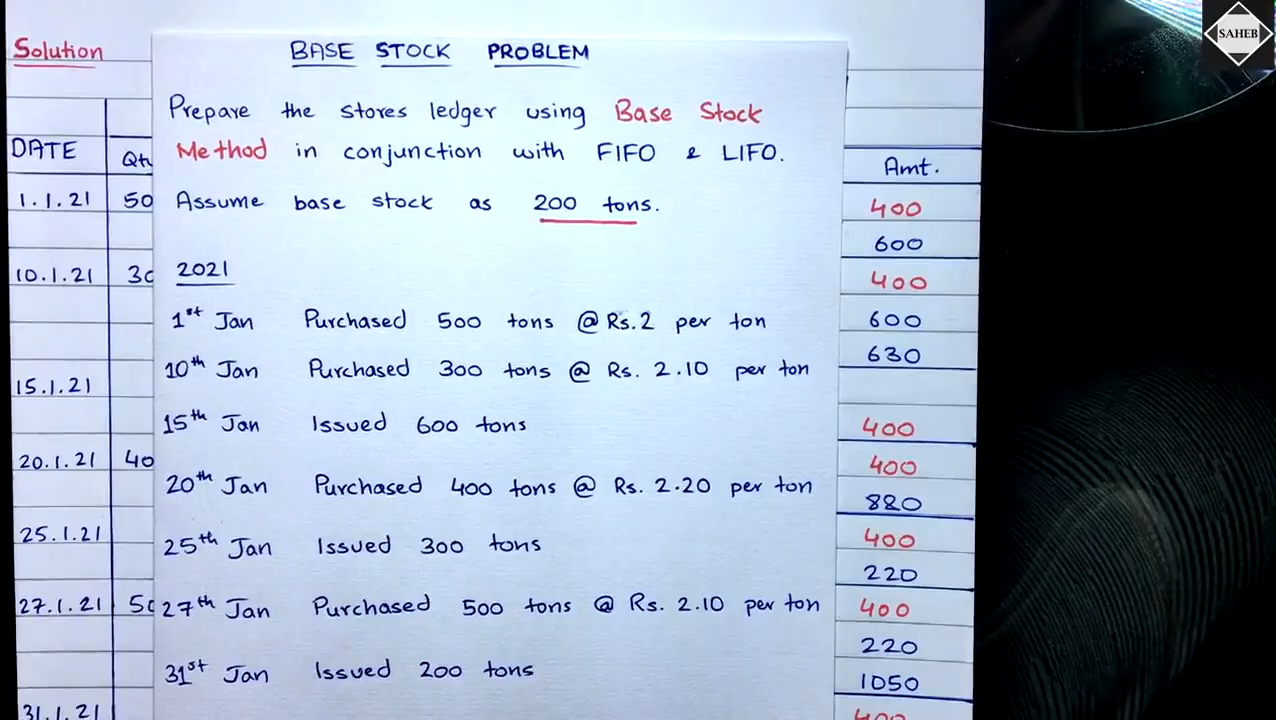 SAHEB
Solution
BASE STOCK PROBLEM
Prepare the stores ledger using Base Stock
Method in conjunction with FIFO & LIFO.
Assume base stock as 200 tons.
2021
1st Jan Purchased 500 tons @ Rs.2 per ton
10th Jan Purchased 300 tons @ Rs. 2.10 per ton
15th Jan Issued 600 tons
20th Jan Purchased 400 tons @ Rs. 2.20 per ton
25th Jan Issued 300 tons
27th Jan Purchased 500 tons @ Rs. 2.10 per ton
31st Jan Issued 200 tons
DATE
Qty
1.1.21 50
10.1.21 30
15.1.21
20.1.21 40
25.1.21
27.1.21 50
31.1.21
Amt.
400
600
400
600
630
400
400
880
400
220
400
220
1050
400